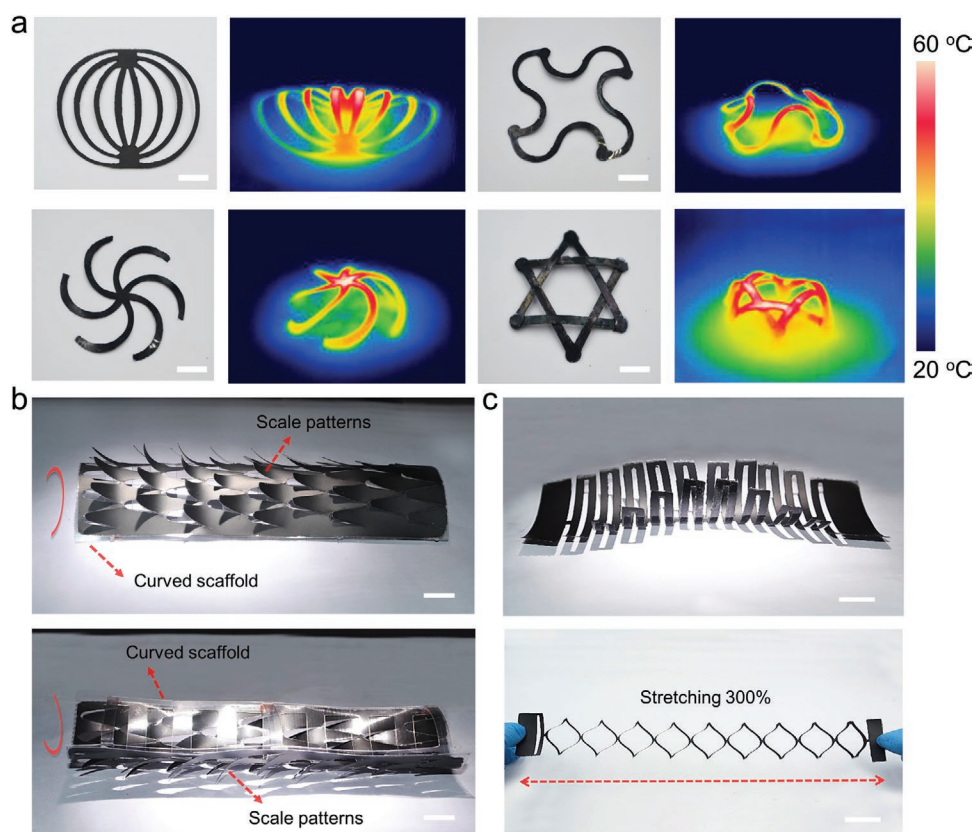 a
60 °C
20 °C
b
Scale patterns
Curved scaffold
c
Curved scaffold
Scale patterns
Stretching 300%